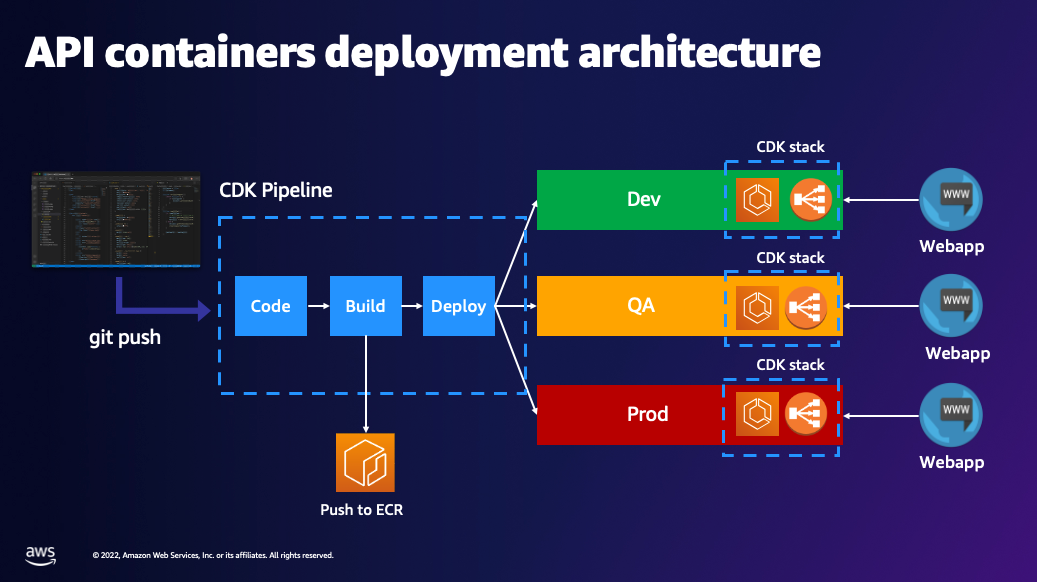 API containers deployment architecture
CDK stack
CDK Pipeline
Dev
WWW
Webapp
CDK stack
Code
Build
Deploy
QA
WWW
Webapp
git push
CDK stack
Prod
WWW
Webapp
Push to ECR
aws
© 2022, Amazon Web Services, Inc. or its affiliates. All rights reserved.